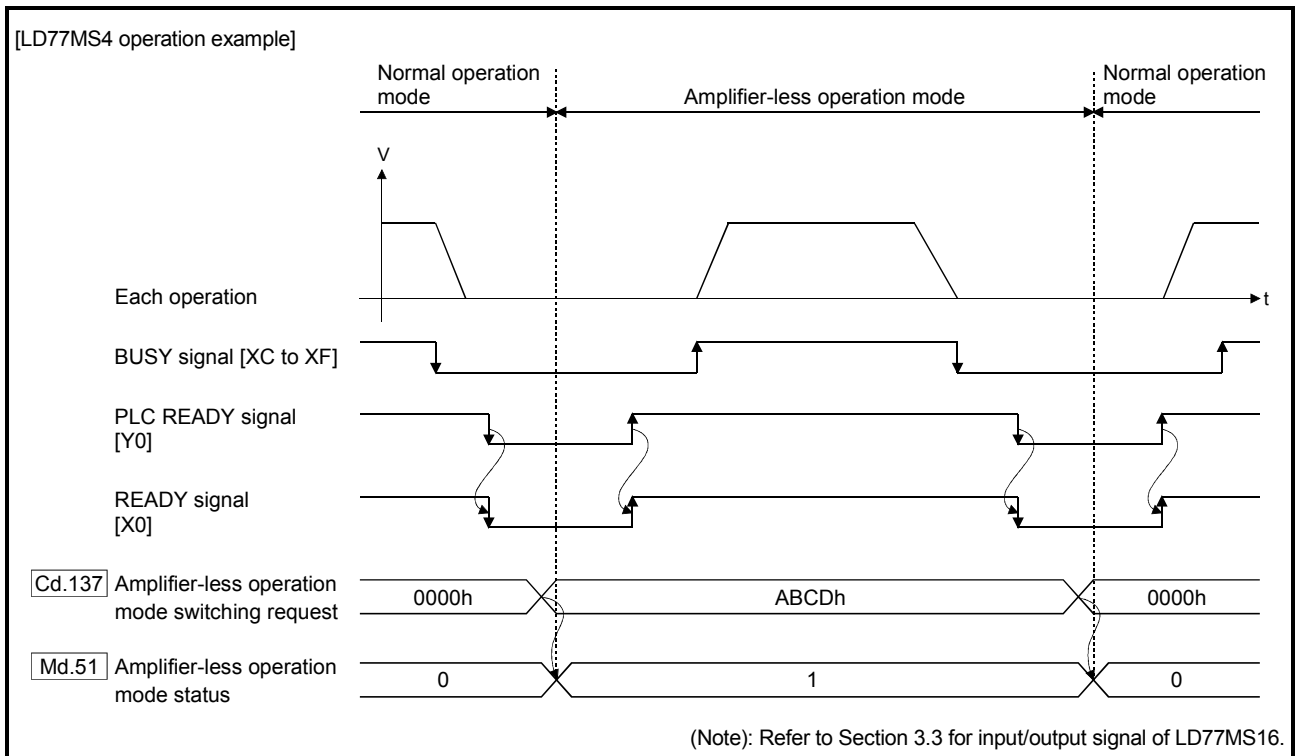 [LD77MS4 operation example]
Normal operation
mode
Amplifier-less operation mode
Normal operation
mode
V
Each operation
t
BUSY signal [XC to XF]
PLC READY signal
[Y0]
READY signal
[X0]
Cd.137 Amplifier-less operation
mode switching request
0000h
ABCDh
0000h
Md.51 Amplifier-less operation
mode status
0
1
0
(Note): Refer to Section 3.3 for input/output signal of LD77MS16.